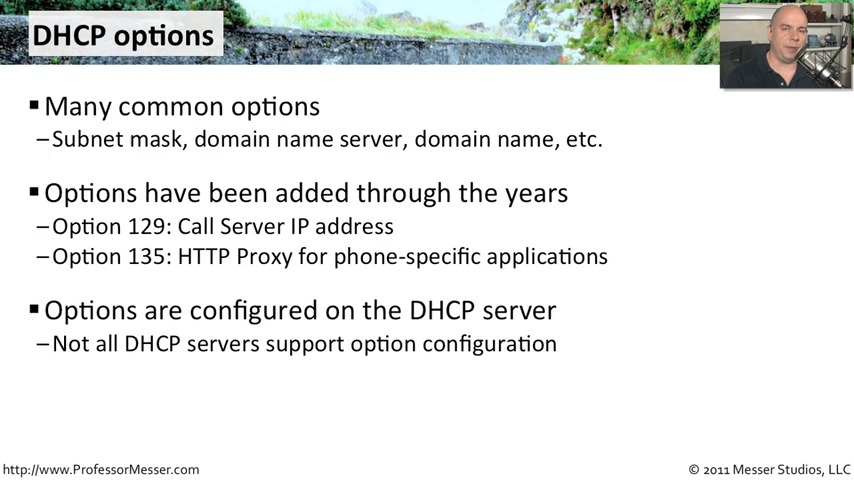 DHCP options
▪ Many common options
–Subnet mask, domain name server, domain name, etc.
▪ Options have been added through the years
–Option 129: Call Server IP address
–Option 135: HTTP Proxy for phone-specific applications
▪ Options are configured on the DHCP server
–Not all DHCP servers support option configuration
http://www.ProfessorMesser.com
© 2011 Messer Studios, LLC